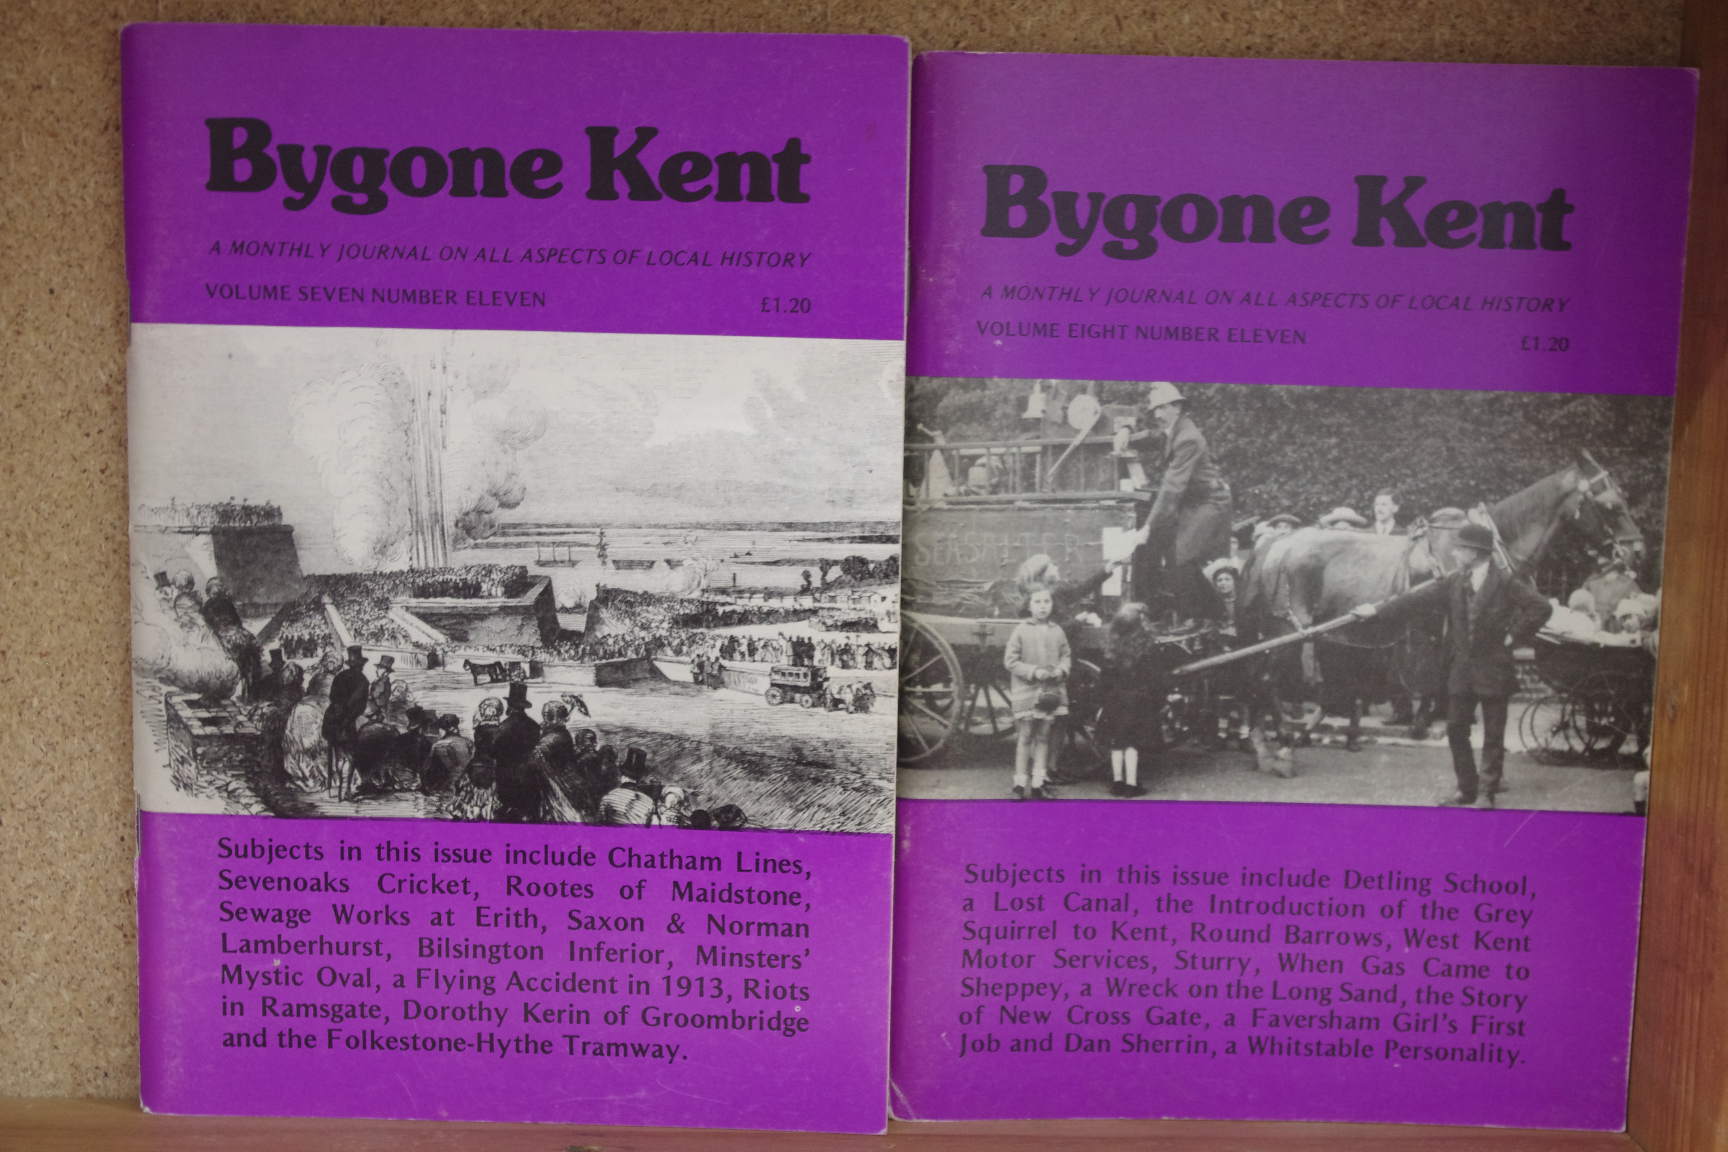 Bygone Kent
A MONTHLY JOURNAL ON ALL ASPECTS OF LOCAL HISTORY
VOLUME SEVEN NUMBER ELEVEN £1.20
Subjects in this issue include Chatham Lines,
Sevenoaks Cricket, Rootes of Maidstone,
Sewage Works at Erith, Saxon & Norman
Lamberhurst, Bilsington Inferior, Minsters'
Mystic Oval, a Flying Accident in 1913, Riots
in Ramsgate, Dorothy Kerin of Groombridge
and the Folkestone-Hythe Tramway.
Bygone Kent
A MONTHLY JOURNAL ON ALL ASPECTS OF LOCAL HISTORY
VOLUME EIGHT NUMBER ELEVEN £1.20
Subjects in this issue include Detling School,
a Lost Canal, the Introduction of the Grey
Squirrel to Kent, Round Barrows, West Kent
Motor Services, Sturry, When Gas Came to
Sheppey, a Wreck on the Long Sand, the Story
of New Cross Gate, a Faversham Girl's First
Job and Dan Sherrin, a Whitstable Personality.